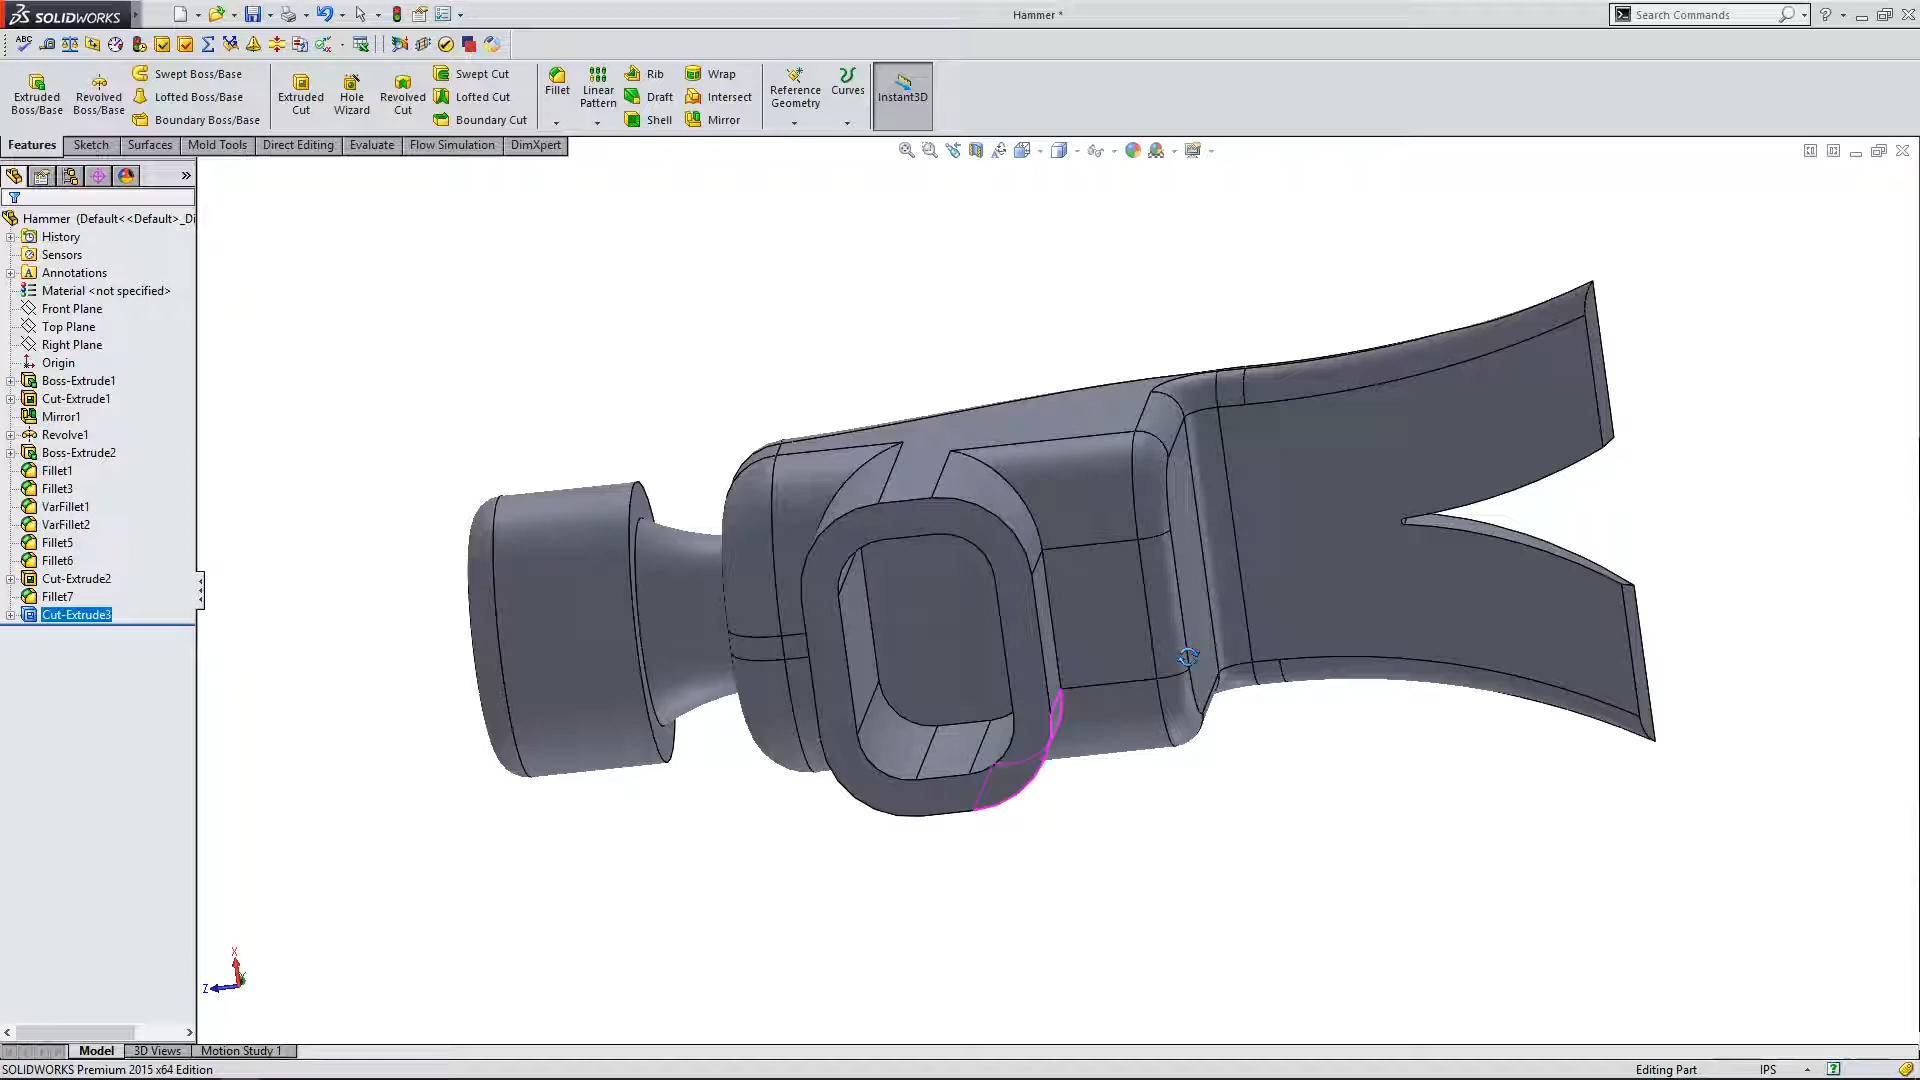 SOLIDWORKS
Hammer *
Search Commands
ABC
Extruded Boss/Base
Revolved Boss/Base
Swept Boss/Base
Lofted Boss/Base
Boundary Boss/Base
Extruded Cut
Hole Wizard
Revolved Cut
Swept Cut
Lofted Cut
Boundary Cut
Fillet
Linear Pattern
Rib
Draft
Shell
Wrap
Intersect
Mirror
Reference Geometry
Curves
Instant3D
Features
Sketch
Surfaces
Mold Tools
Direct Editing
Evaluate
Flow Simulation
DimXpert
Hammer (Default<<Default>_Di
History
Sensors
Annotations
Material <not specified>
Front Plane
Top Plane
Right Plane
Origin
Boss-Extrude1
Cut-Extrude1
Mirror1
Revolve1
Boss-Extrude2
Fillet1
Fillet3
VarFillet1
VarFillet2
Fillet5
Fillet6
Cut-Extrude2
Fillet7
Cut-Extrude3
X
Z
Model
3D Views
Motion Study 1
SOLIDWORKS Premium 2015 x64 Edition
Editing Part
IPS